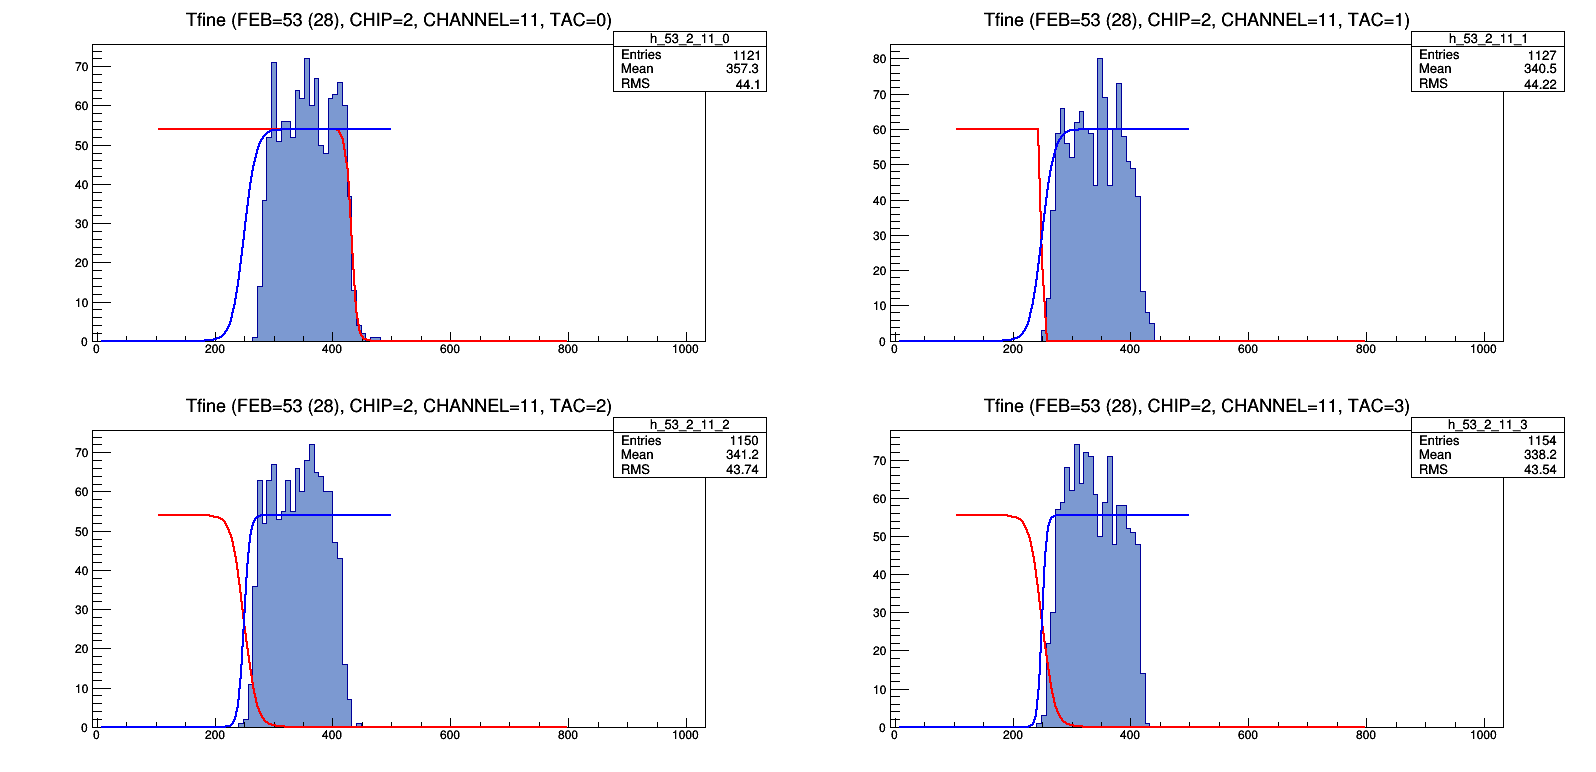 Tfine (FEB=53 (28), CHIP=2, CHANNEL=11, TAC=0)
h_53_2_11_0
Entries 1121
Mean 357.3
RMS 44.1
70
60
50
40
30
20
10
0
0 200 400 600 800 1000
Tfine (FEB=53 (28), CHIP=2, CHANNEL=11, TAC=1)
h_53_2_11_1
Entries 1127
Mean 340.5
RMS 44.22
80
70
60
50
40
30
20
10
0
0 200 400 600 800 1000
Tfine (FEB=53 (28), CHIP=2, CHANNEL=11, TAC=2)
h_53_2_11_2
Entries 1150
Mean 341.2
RMS 43.74
70
60
50
40
30
20
10
0
0 200 400 600 800 1000
Tfine (FEB=53 (28), CHIP=2, CHANNEL=11, TAC=3)
h_53_2_11_3
Entries 1154
Mean 338.2
RMS 43.54
70
60
50
40
30
20
10
0
0 200 400 600 800 1000